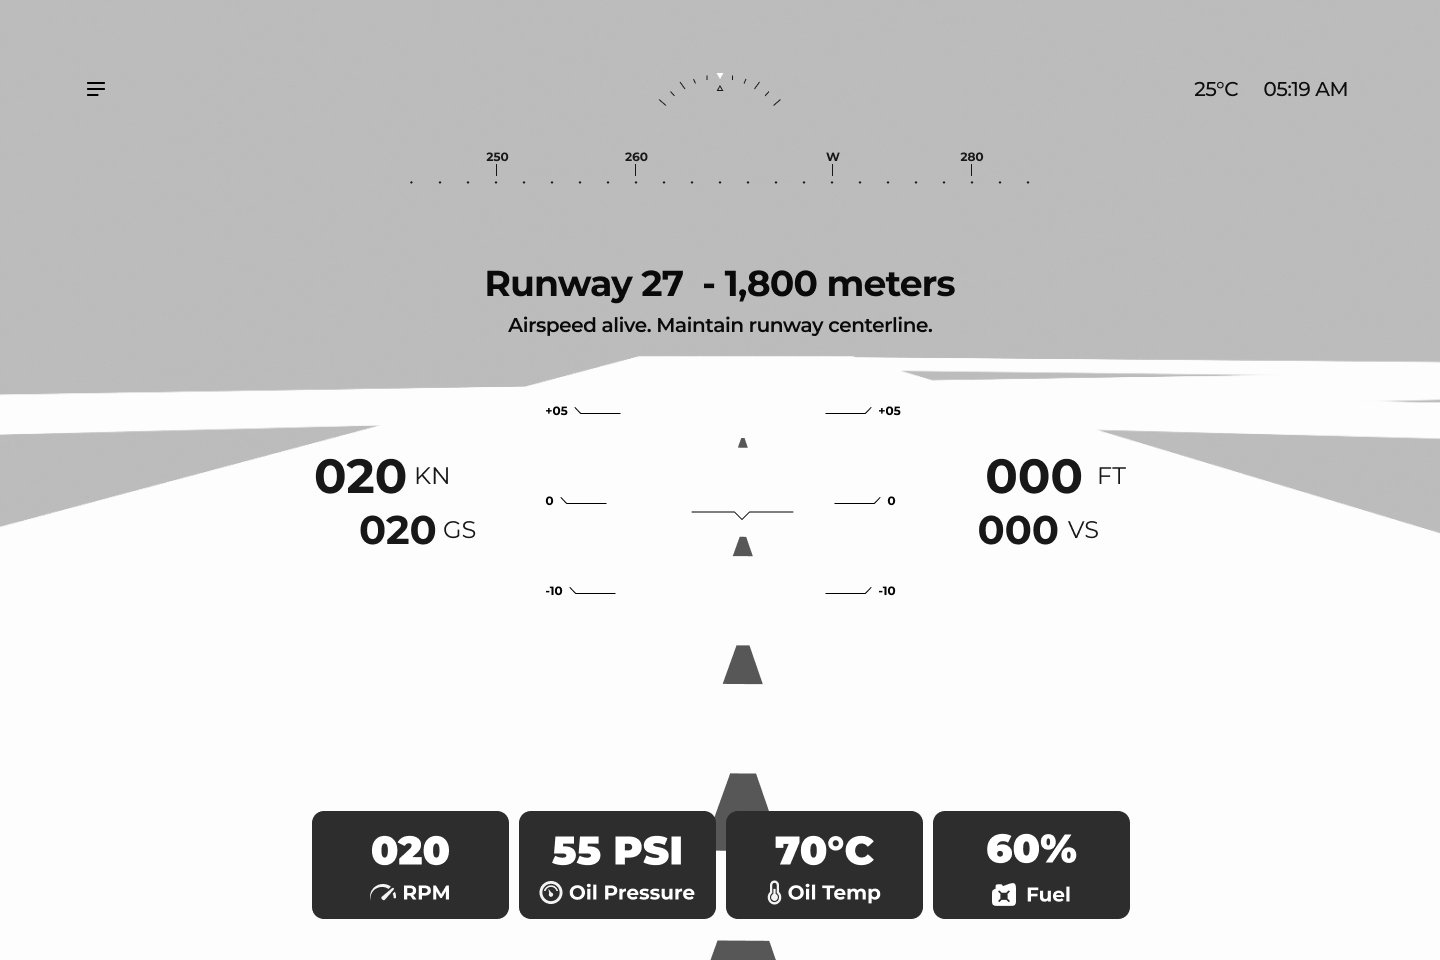 25°C 05:19 AM
250 260 W 280
Runway 27 - 1,800 meters
Airspeed alive. Maintain runway centerline.
+05 +05
020 KN 000 FT
0 0
020 GS 000 VS
-10 -10
020 55 PSI 70°C 60%
RPM Oil Pressure Oil Temp Fuel